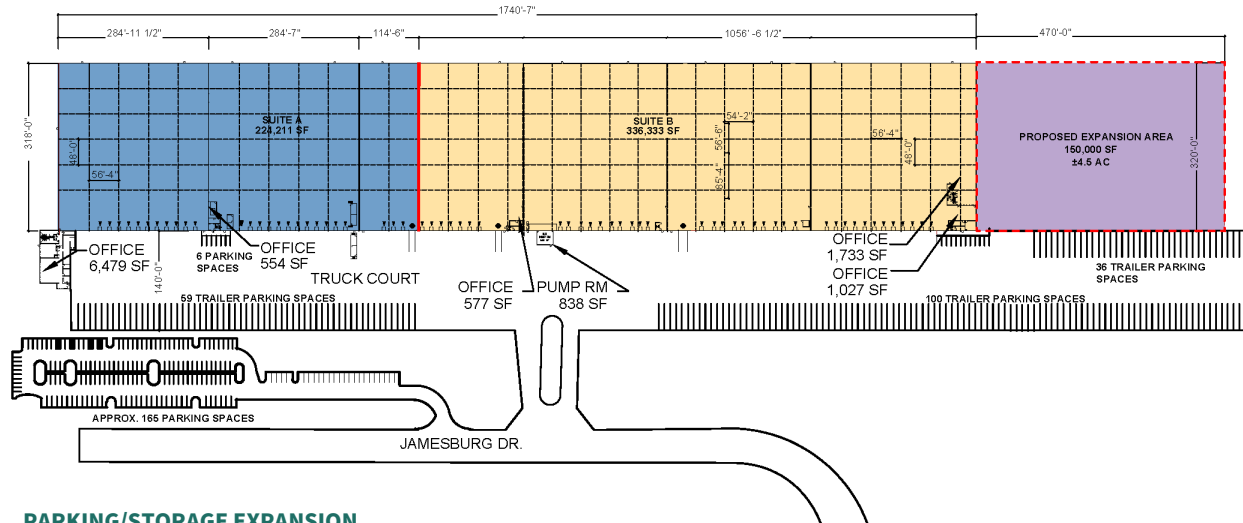 1740'-7"
284'-11 1/2"
284'-7"
114'-6"
1056' -6 1/2"
470'-0"
318'-0"
SUITE A
224,211 SF
SUITE B
336,333 SF
54'-2"
56'-6"
65'-4"
56'-4"
48'-0"
48'-0"
56'-4"
PROPOSED EXPANSION AREA
150,000 SF
±4.5 AC
320'-0"
OFFICE
6,479 SF
6 PARKING
SPACES
OFFICE
554 SF
140'-0"
TRUCK COURT
OFFICE
577 SF
PUMP RM
838 SF
OFFICE
1,733 SF
OFFICE
1,027 SF
36 TRAILER PARKING
SPACES
59 TRAILER PARKING SPACES
100 TRAILER PARKING SPACES
APPROX. 165 PARKING SPACES
JAMESBURG DR.
PARKING/STORAGE EXPANSION